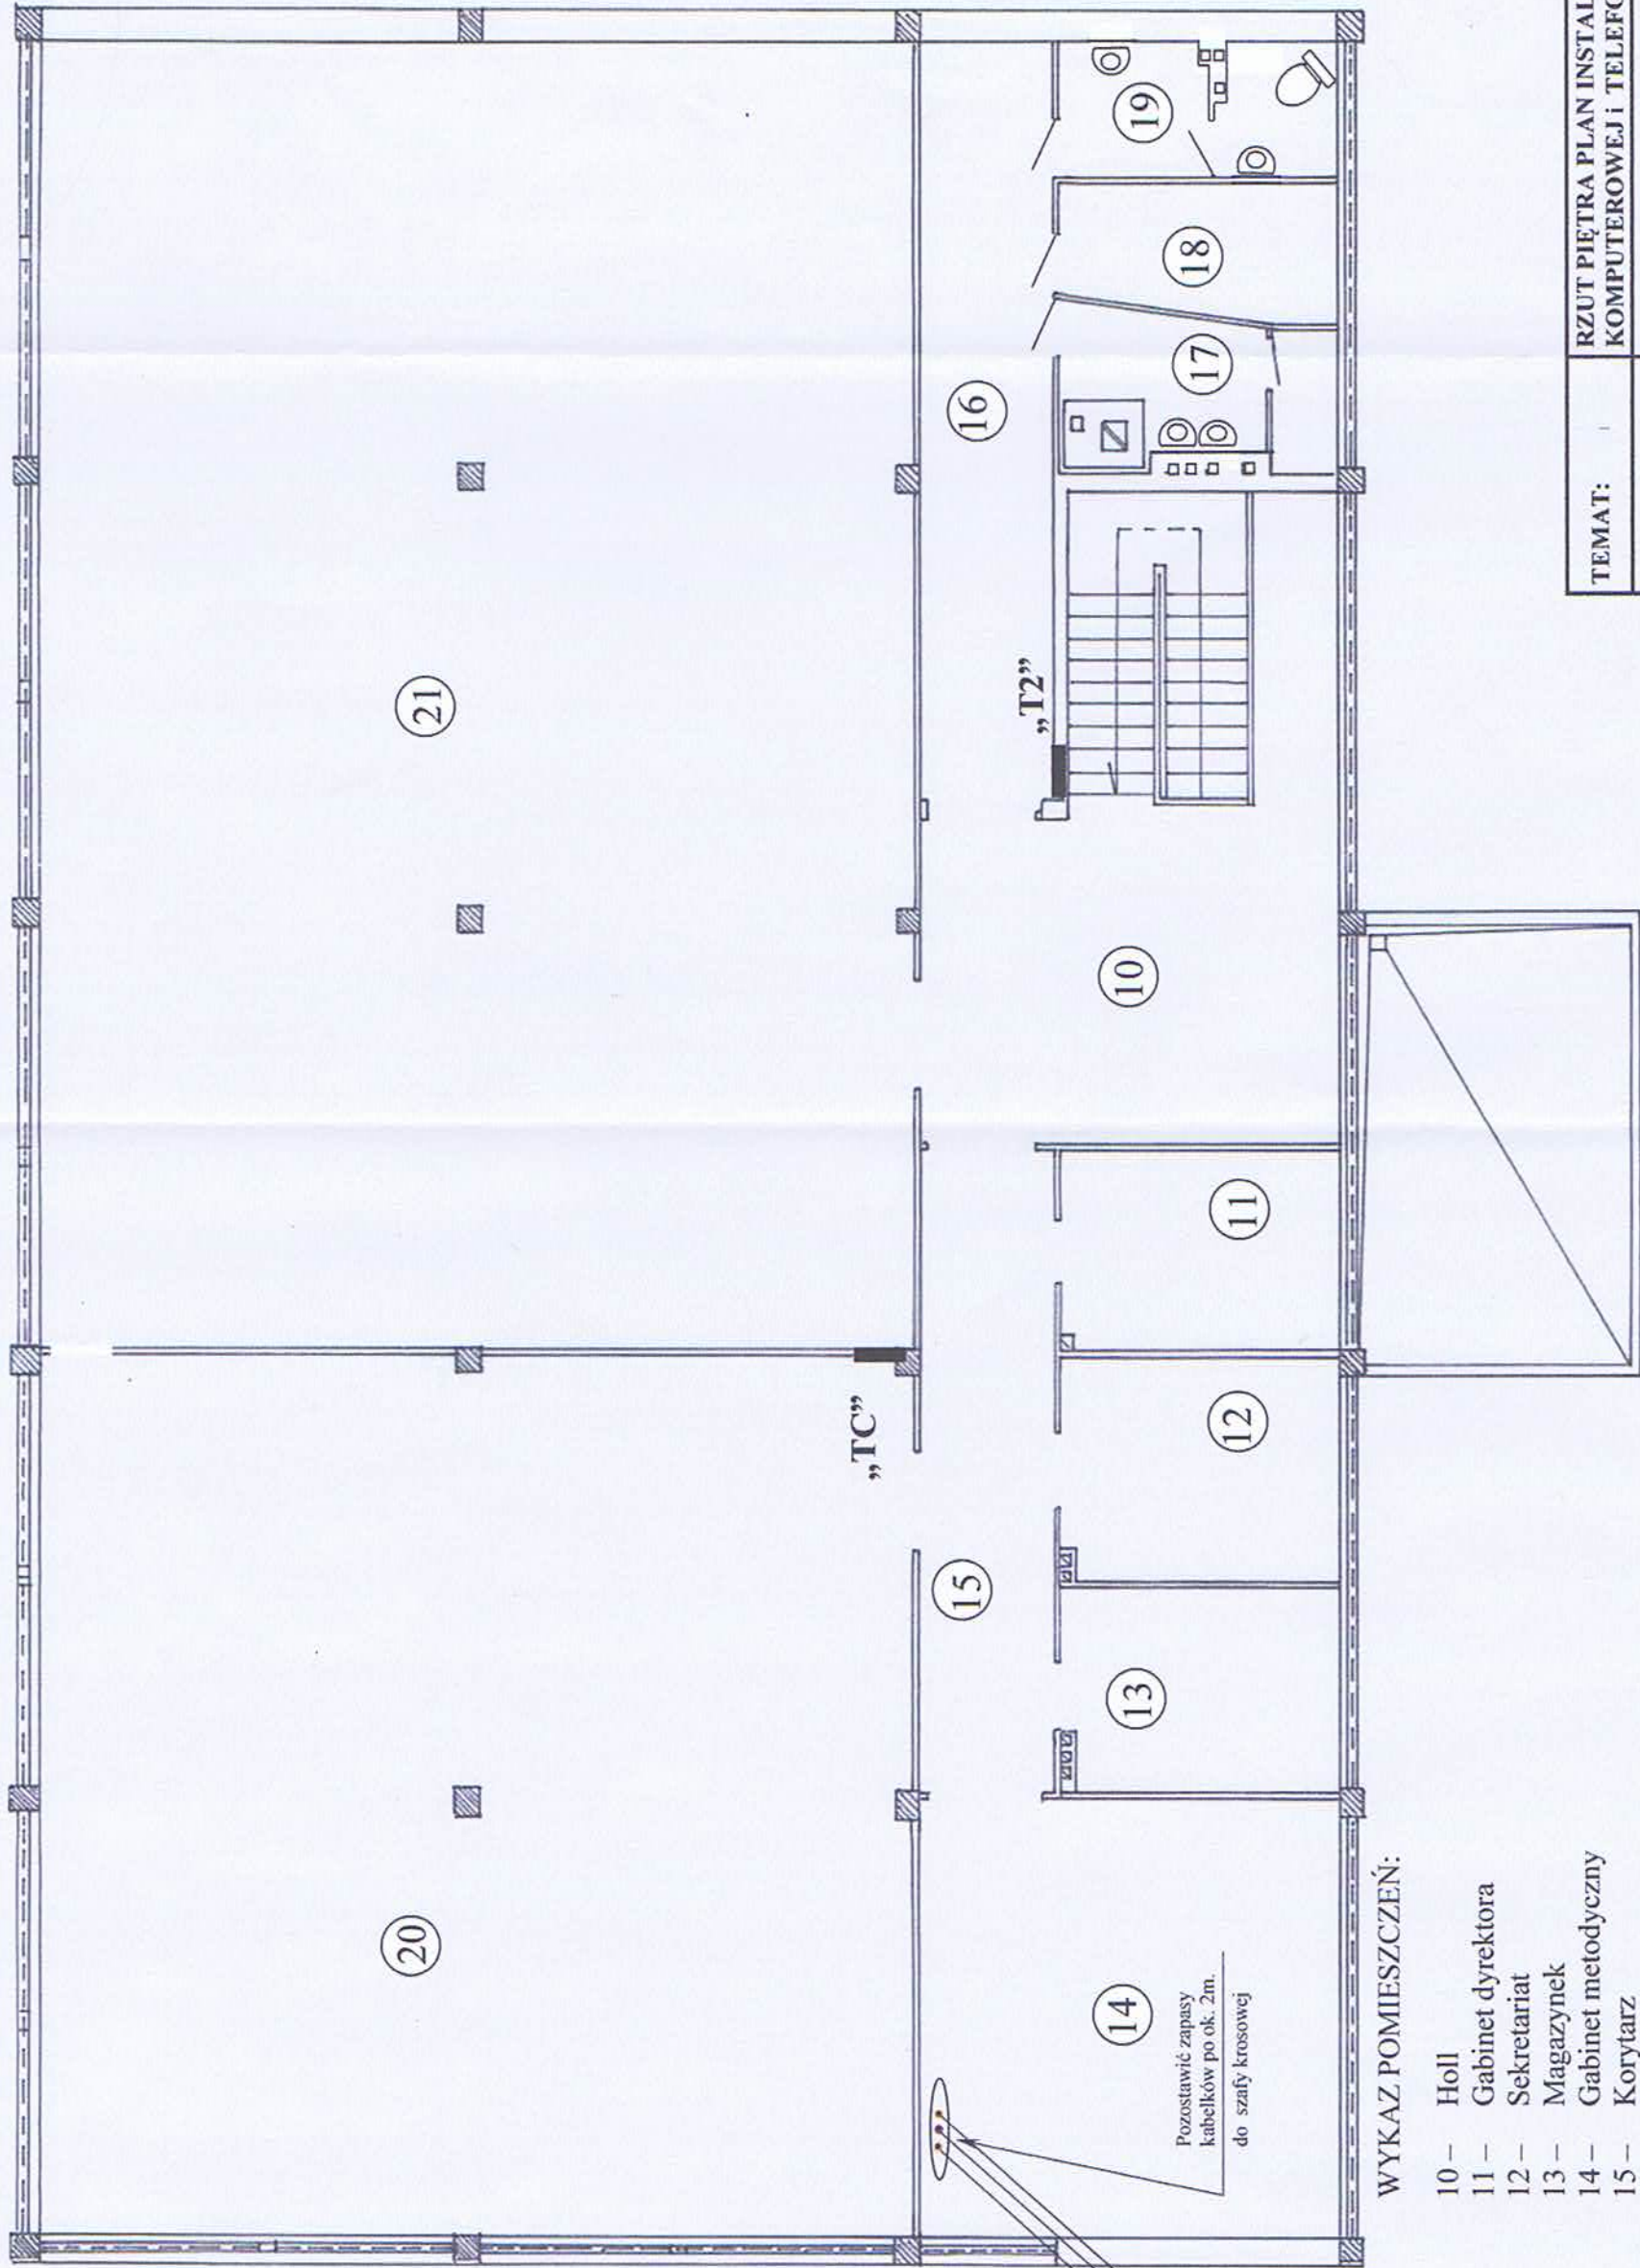 20
21
„TC”
15
16
„T2”
14
10
13
19
18
17
12
11
Pozostawić zapasy
kabelków po ok. 2m.
do szafy krosowej
WYKAZ POMIESZCZEŃ:
10 – Holl
11 – Gabinet dyrektora
12 – Sekretariat
13 – Magazynek
14 – Gabinet metodyczny
15 – Korytarz
TEMAT:
RZUT PIĘTRA PLAN INSTAL
KOMPUTEROWEJ i TELEFO